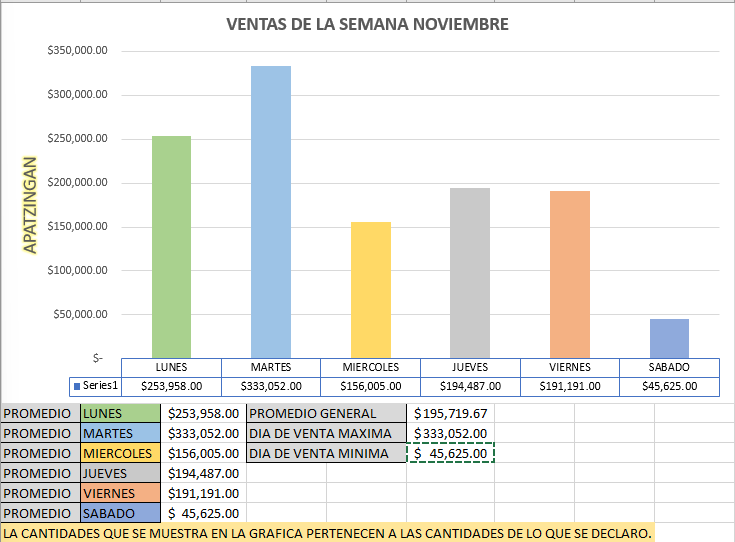 VENTAS DE LA SEMANA NOVIEMBRE
APATZINGAN
$350,000.00
$300,000.00
$250,000.00
$200,000.00
$150,000.00
$100,000.00
$50,000.00
$-
LUNES MARTES MIERCOLES JUEVES VIERNES SABADO
Series1 $253,958.00 $333,052.00 $156,005.00 $194,487.00 $191,191.00 $45,625.00
PROMEDIO LUNES $253,958.00 PROMEDIO GENERAL $195,719.67
PROMEDIO MARTES $333,052.00 DIA DE VENTA MAXIMA $333,052.00
PROMEDIO MIERCOLES $156,005.00 DIA DE VENTA MINIMA $ 45,625.00
PROMEDIO JUEVES $194,487.00
PROMEDIO VIERNES $191,191.00
PROMEDIO SABADO $ 45,625.00
LA CANTIDADES QUE SE MUESTRA EN LA GRAFICA PERTENECEN A LAS CANTIDADES DE LO QUE SE DECLARO.